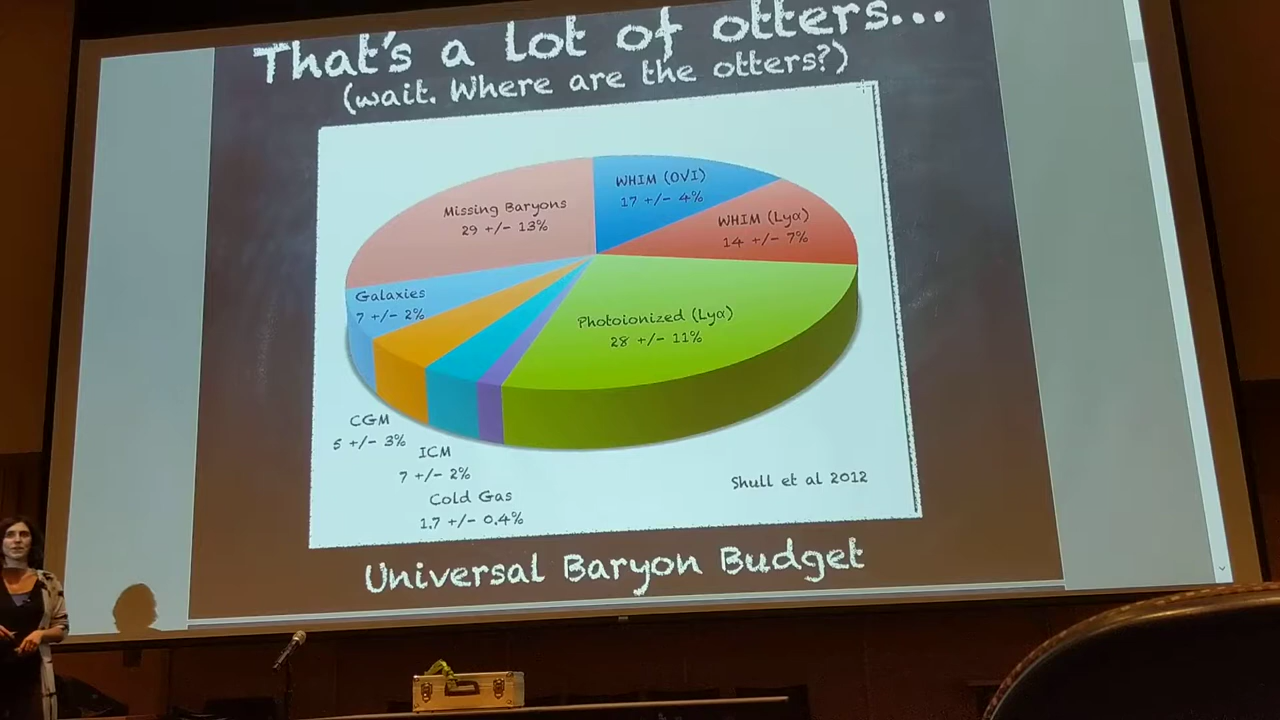 That's a lot of otters...
(wait. Where are the otters?)
WHIM (OVI)
17 +/- 4%
Missing Baryons
29 +/- 13%
WHIM (Lyα)
14 +/- 7%
Galaxies
7 +/- 2%
Photoionized (Lyα)
28 +/- 11%
CGM
5 +/- 3%
ICM
7 +/- 2%
Cold Gas
1.7 +/- 0.4%
Shull et al 2012
Universal Baryon Budget